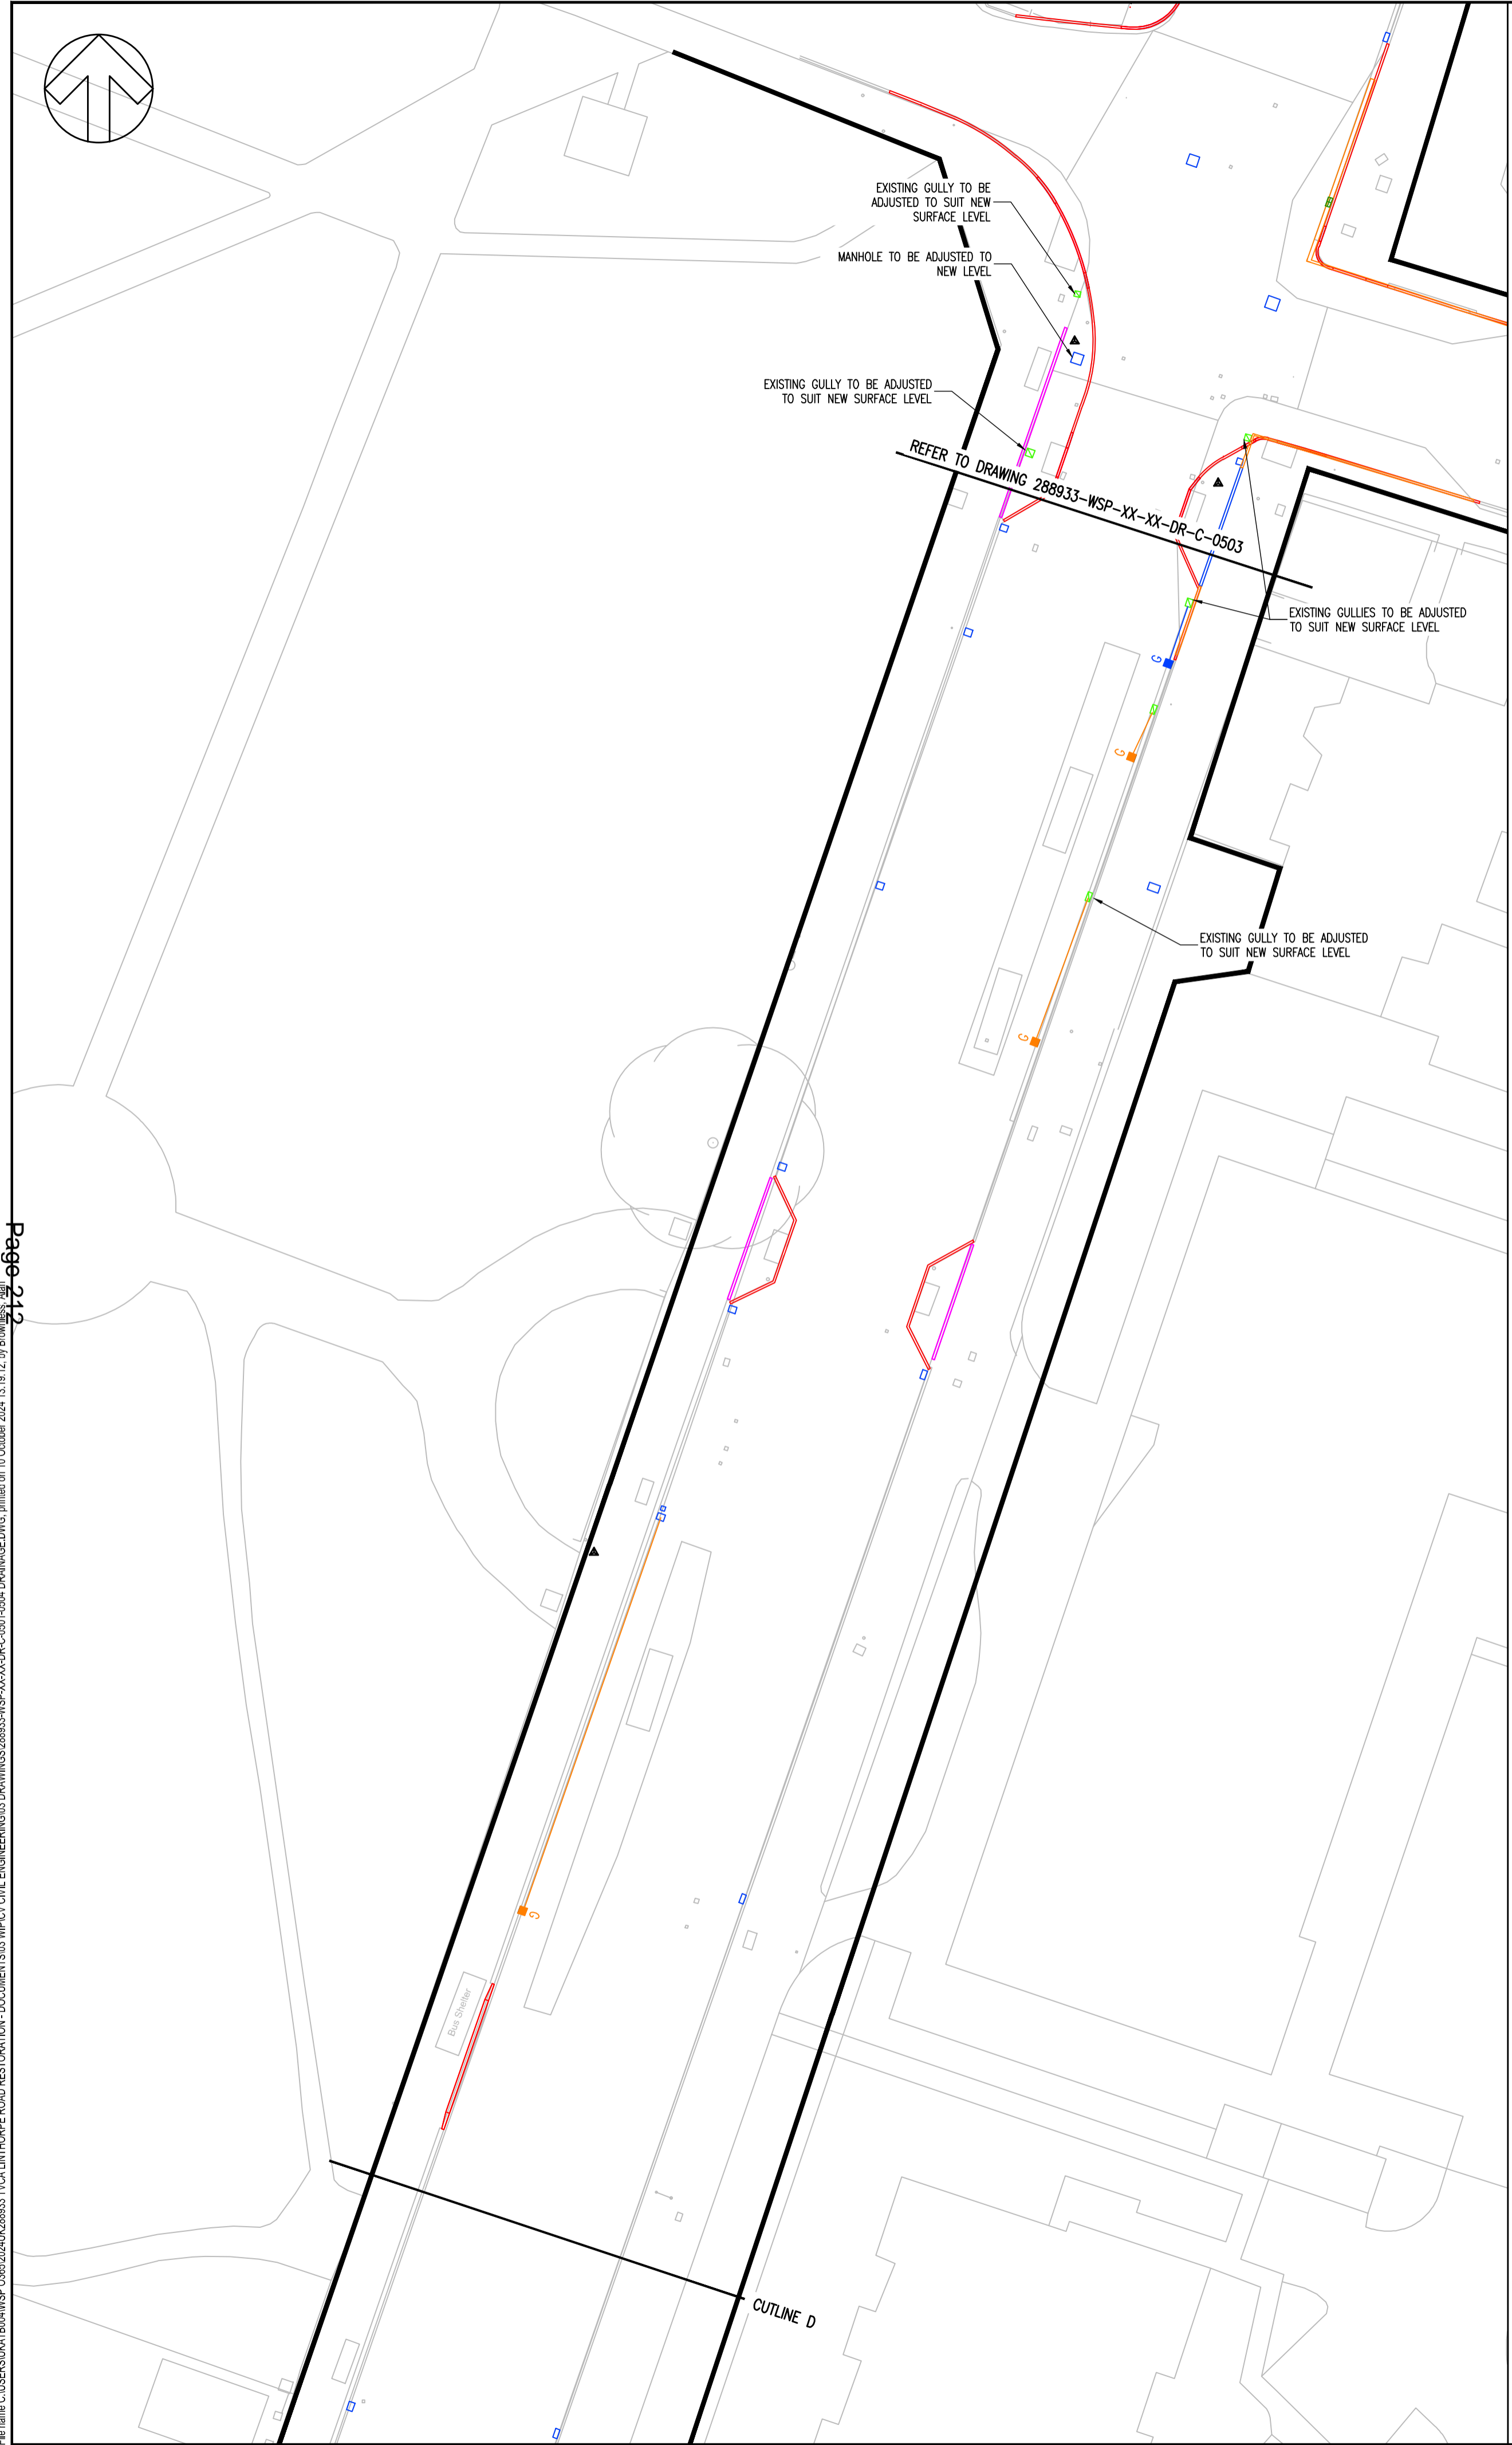 EXISTING GULLY TO BE
ADJUSTED TO SUIT NEW
SURFACE LEVEL
MANHOLE TO BE ADJUSTED TO
NEW LEVEL
EXISTING GULLY TO BE ADJUSTED
TO SUIT NEW SURFACE LEVEL
REFER TO DRAWING 288933-WSP-XX-XX-DR-C-0503
EXISTING GULLIES TO BE ADJUSTED
TO SUIT NEW SURFACE LEVEL
G
G
EXISTING GULLY TO BE ADJUSTED
TO SUIT NEW SURFACE LEVEL
G
G
Bus Shelter
CUTLINE D
Page 212